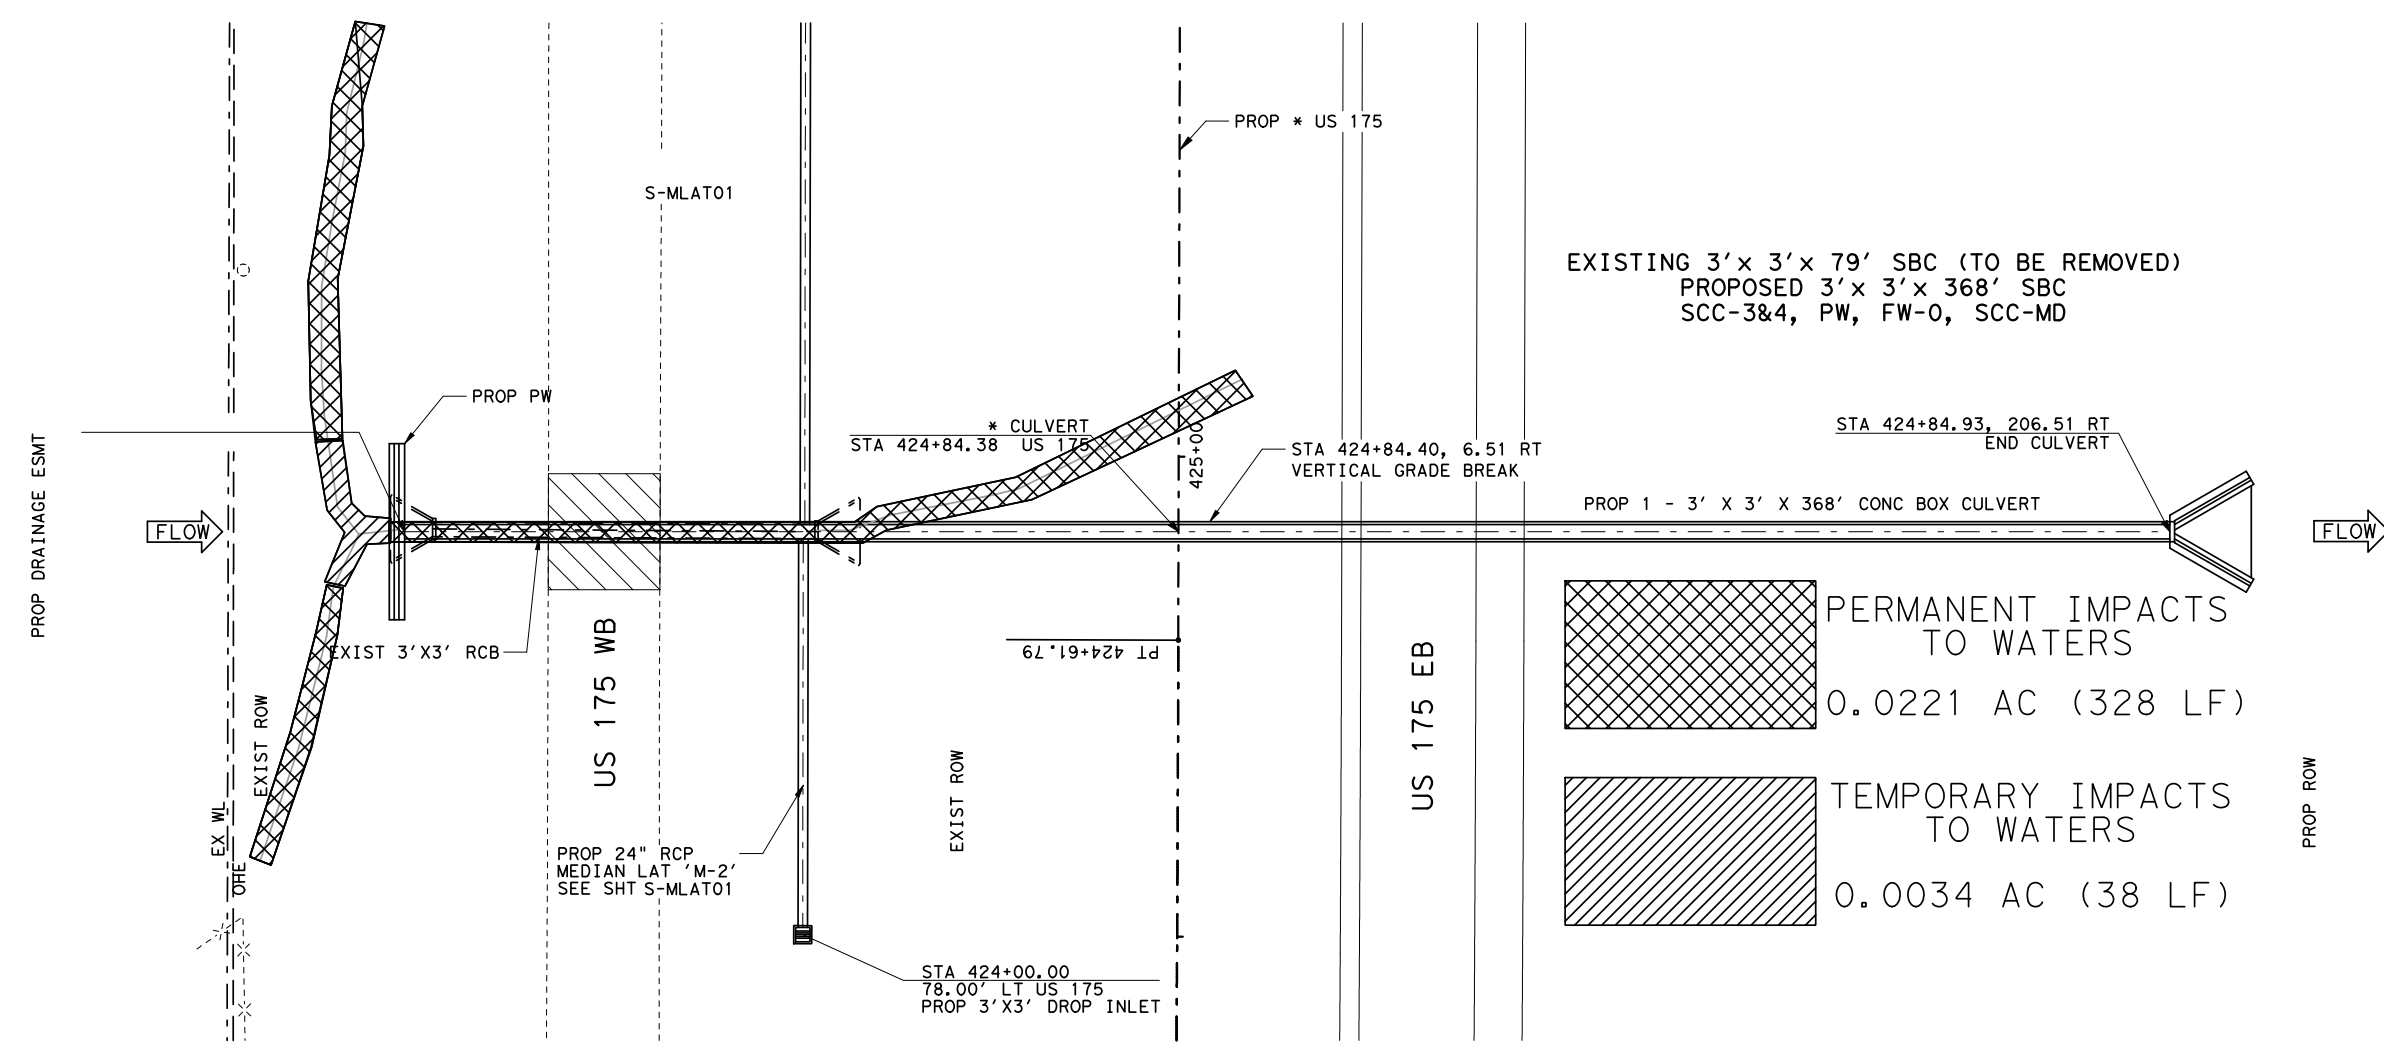 PROP * US 175
S-MLAT01
EXISTING 3'x 3'x 79' SBC (TO BE REMOVED)
PROPOSED 3'x 3'x 368' SBC
SCC-3&4, PW, FW-0, SCC-MD
PROP PW
* CULVERT
STA 424+84.38 US 175
425+00
STA 424+84.40, 6.51 RT
VERTICAL GRADE BREAK
STA 424+84.93, 206.51 RT
END CULVERT
PROP DRAINAGE ESMT
FLOW
PROP 1 - 3' X 3' X 368' CONC BOX CULVERT
FLOW
EXIST 3'X3' RCB
US 175 WB
PT 424+61.79
US 175 EB
PERMANENT IMPACTS
TO WATERS
0.0221 AC (328 LF)
EXIST ROW
EX WL
OHE
EXIST ROW
PROP ROW
TEMPORARY IMPACTS
TO WATERS
0.0034 AC (38 LF)
PROP 24" RCP
MEDIAN LAT 'M-2'
SEE SHT S-MLAT01
STA 424+00.00
78.00' LT US 175
PROP 3'X3' DROP INLET